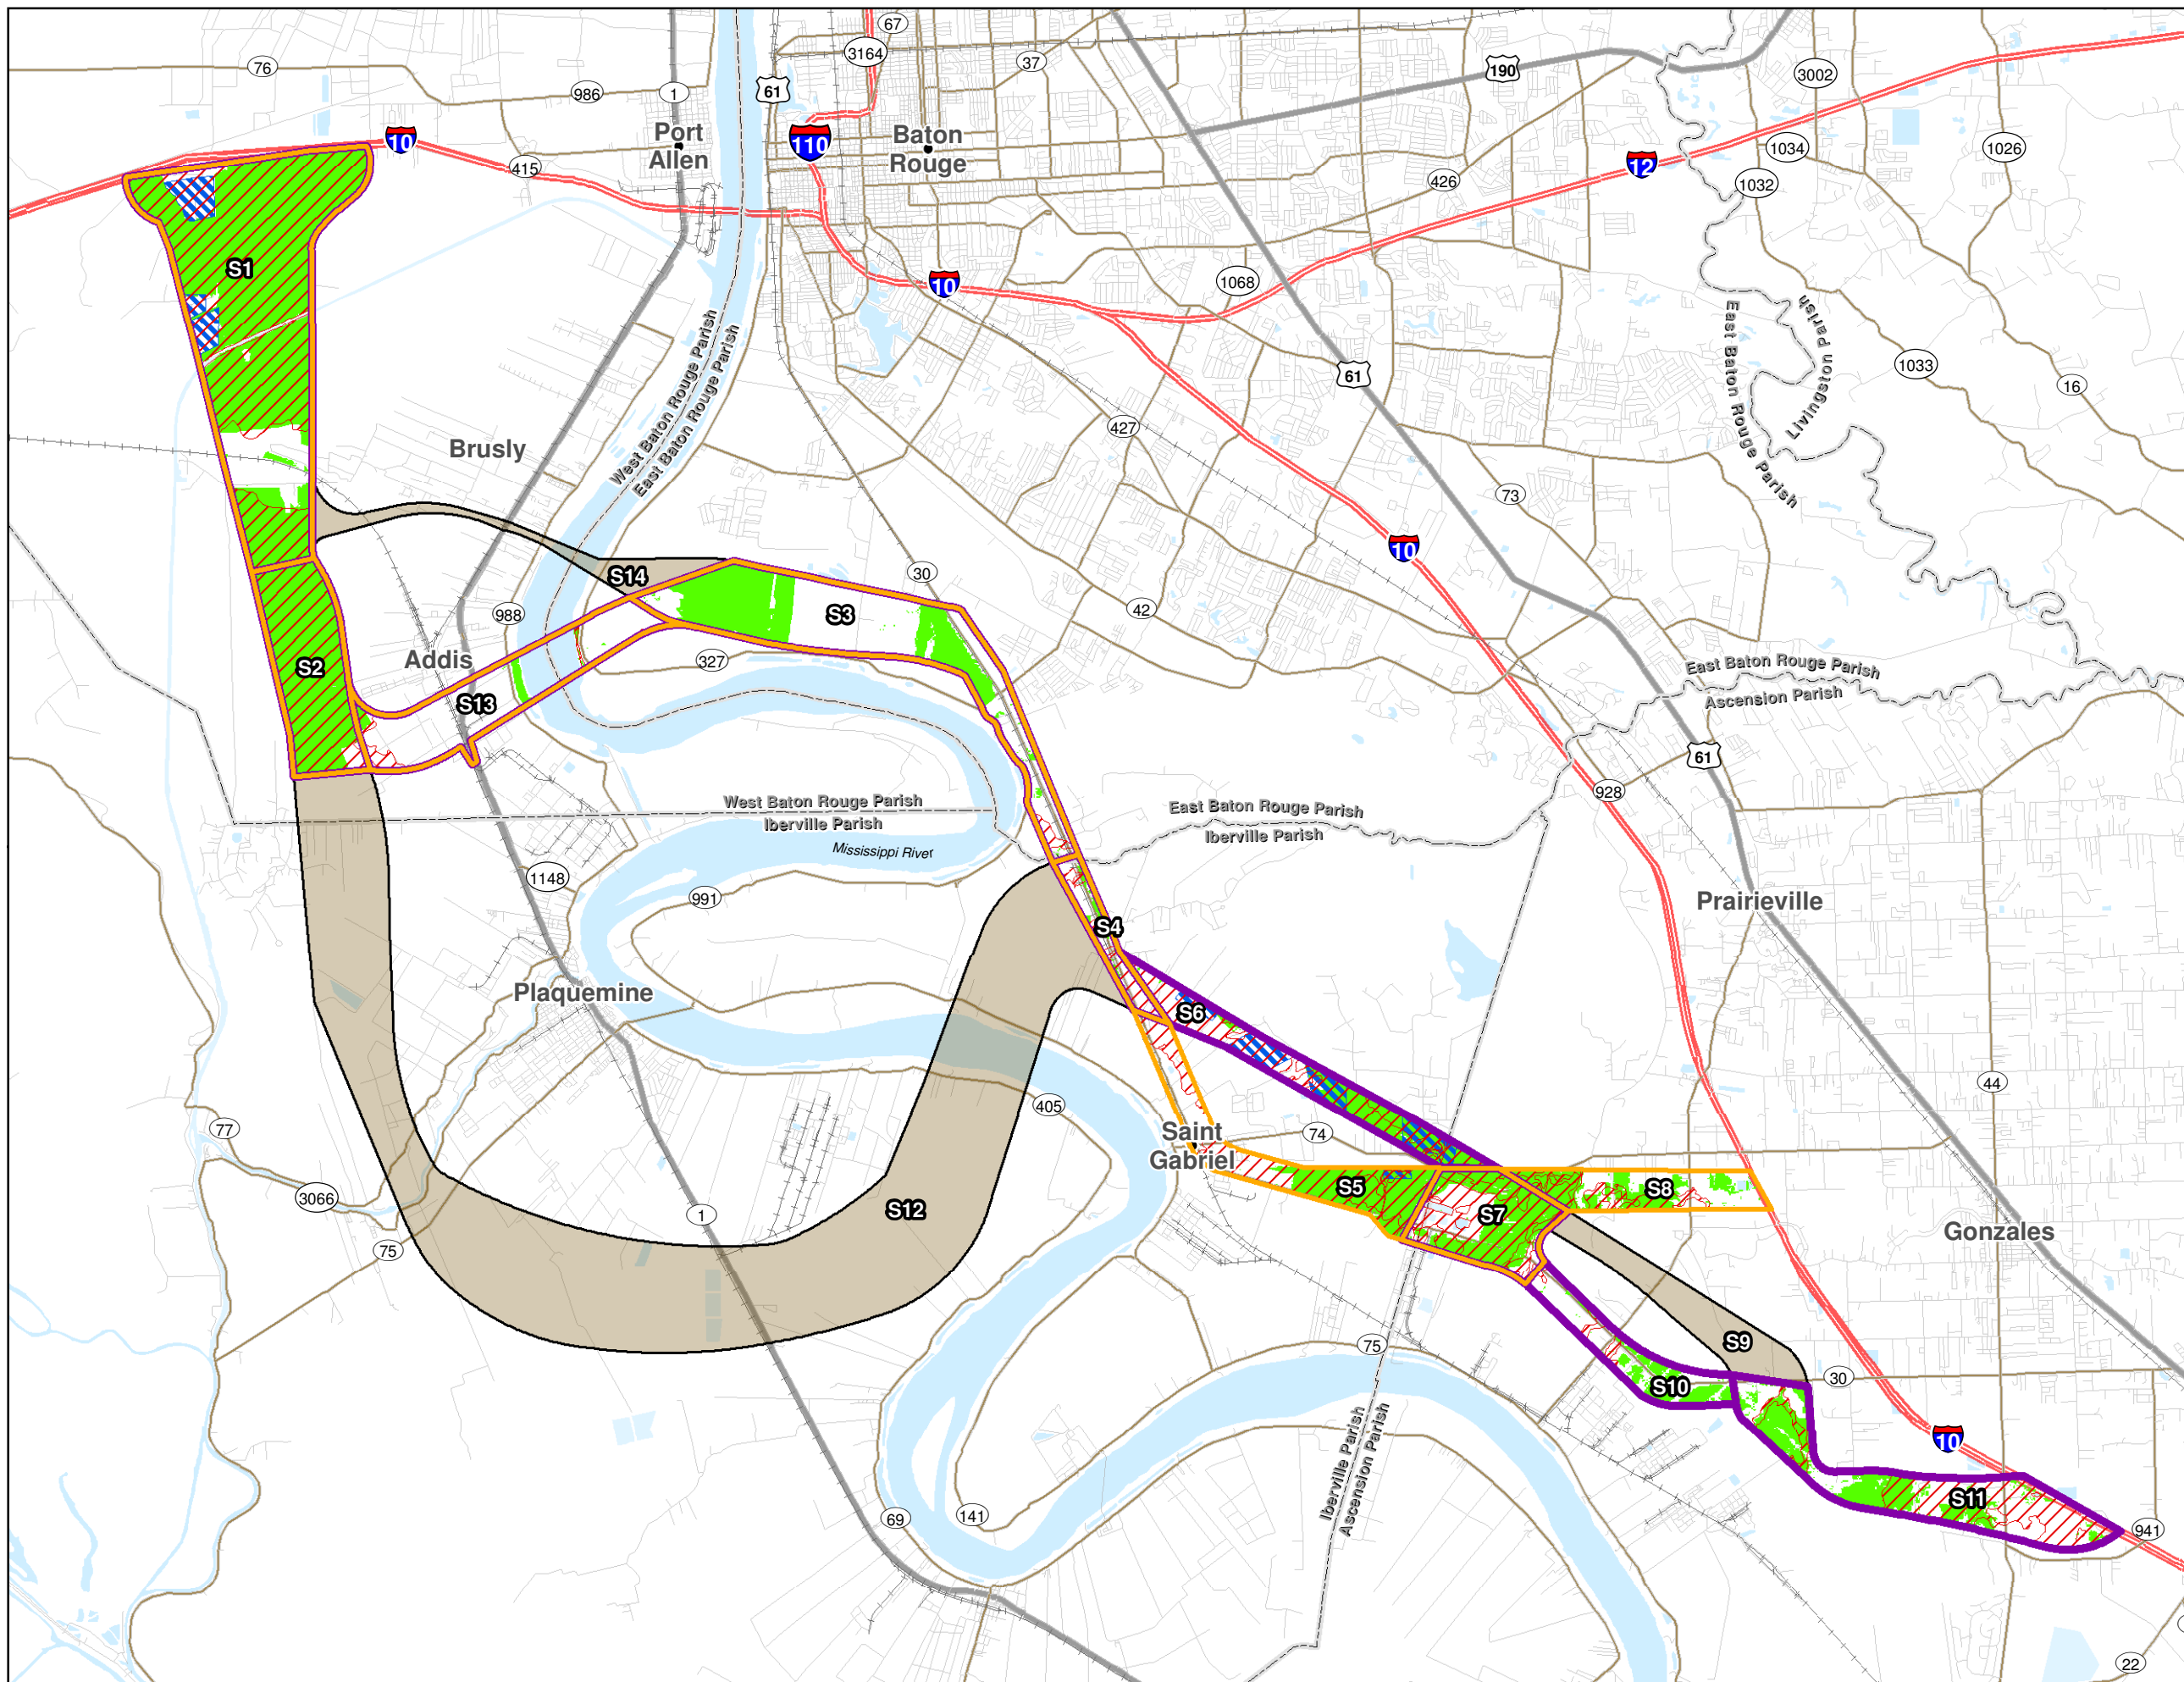 67
3164
37
76
190
3002
986
1
61
10
110
Port
Allen
Baton
Rouge
415
12
1034
1026
426
1032
S1
10
1068
West Baton Rouge Parish
East Baton Rouge Parish
East Baton Rouge Parish
Livingston Parish
61
1033
16
427
Brusly
73
10
30
S14
988
S3
42
Addis
327
S2
S13
East Baton Rouge Parish
Ascension Parish
61
928
West Baton Rouge Parish
Iberville Parish
East Baton Rouge Parish
Iberville Parish
Mississippi River
1148
991
Prairieville
S4
Plaquemine
S6
44
405
77
Saint
Gabriel
74
3066
S5
S8
S12
1
S7
Gonzales
75
S9
75
30
S10
Iberville Parish
Ascension Parish
10
S11
69
141
941
22